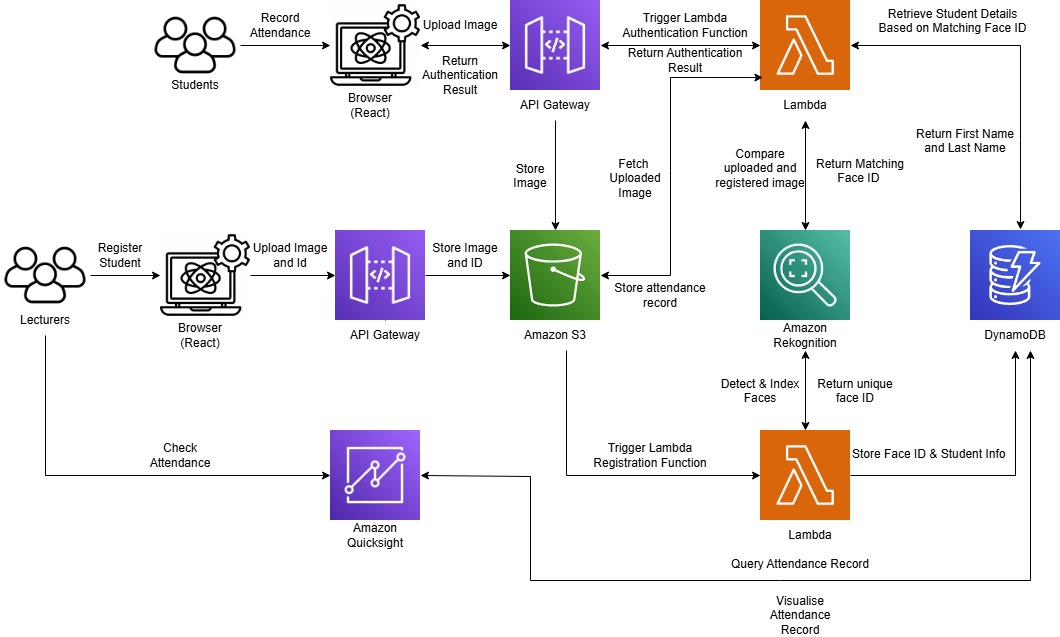 Record
Attendance
Students
Browser
(React)
Upload Image
Return
Authentication
Result
API Gateway
Trigger Lambda
Authentication Function
Return Authentication
Result
Lambda
Retrieve Student Details
Based on Matching Face ID
Store
Image
Fetch
Uploaded
Image
Compare
uploaded and
registered image
Return Matching
Face ID
Return First Name
and Last Name
Register
Student
Lecturers
Browser
(React)
Upload Image
and Id
API Gateway
Store Image
and ID
Amazon S3
Store attendance
record
Amazon
Rekognition
DynamoDB
Detect & Index
Faces
Return unique
face ID
Check
Attendance
Amazon
Quicksight
Trigger Lambda
Registration Function
Lambda
Store Face ID & Student Info
Query Attendance Record
Visualise
Attendance
Record